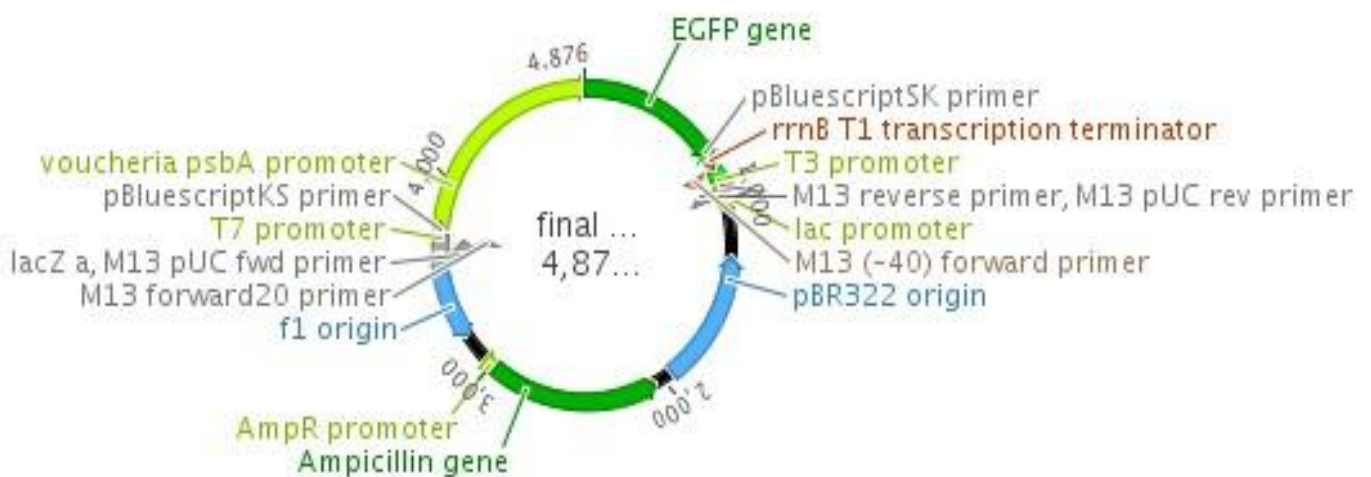 EGFP gene
4,876
pBluescriptSK primer
rrnB T1 transcription terminator
voucheria psbA promoter
4,000
T3 promoter
pBluescriptKS primer
M13 reverse primer, M13 pUC rev primer
T7 promoter
final ...
lac promoter
lacZ a, M13 pUC fwd primer
4,87...
M13 (-40) forward primer
M13 forward20 primer
pBR322 origin
f1 origin
3,000
2,000
AmpR promoter
Ampicillin gene